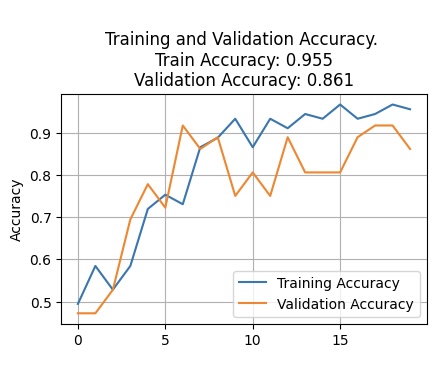 Training and Validation Accuracy.
Train Accuracy: 0.955
Validation Accuracy: 0.861
Accuracy
0.9
0.8
0.7
0.6
0.5
0 5 10 15
Training Accuracy
Validation Accuracy